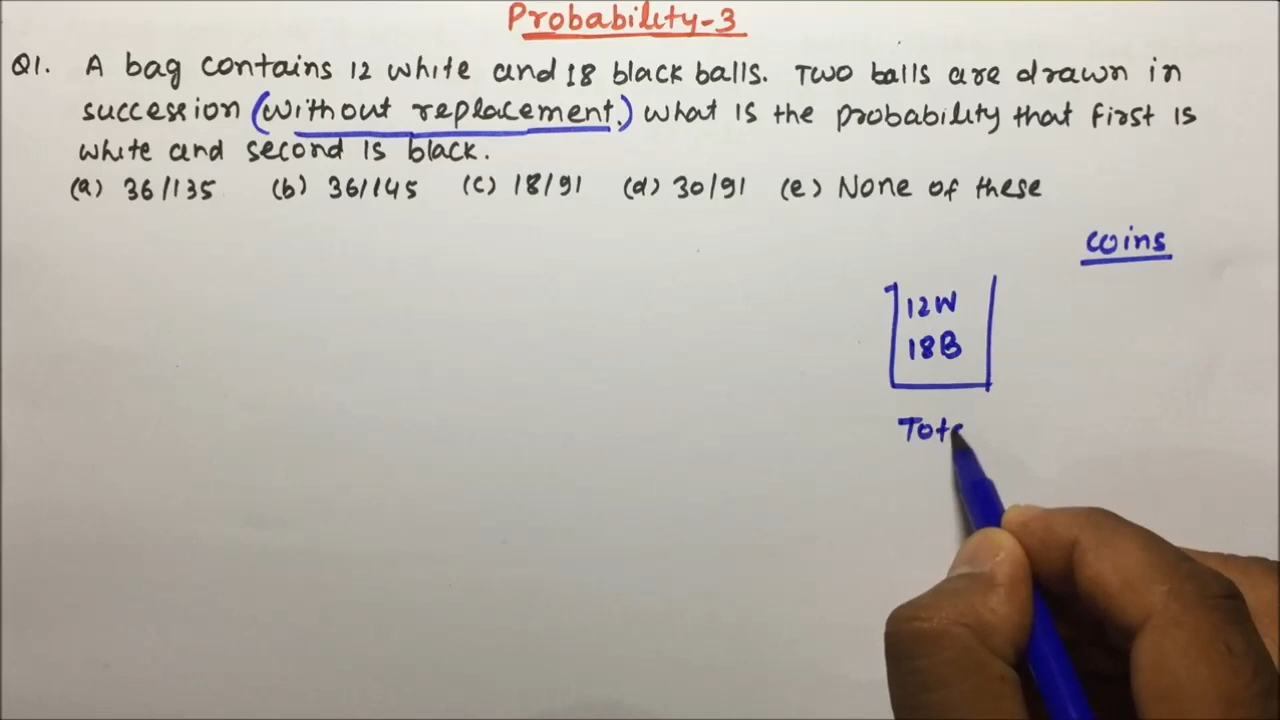 Probability-3
Q1. A bag contains 12 white and 18 black balls. Two balls are drawn in
succession (without replacement.) what is the probability that first is
white and second is black.
(a) 36/135 (b) 36/145 (c) 18/91 (d) 30/91 (e) None of these
coins
12W
18B
Tota